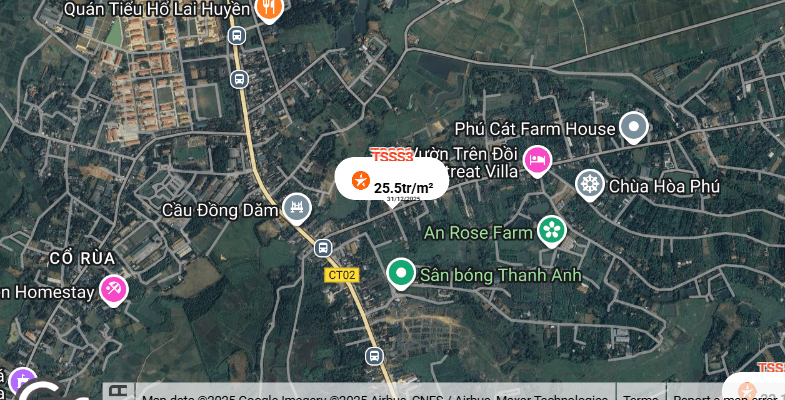 Quán Tiểu Hổ Lai Huyền
Phú Cát Farm House
TSSS3
Vườn Trên Đồi
treat Villa
25.5tr/m²
31/12/2025
Chùa Hòa Phú
Cầu Đồng Dăm
An Rose Farm
CỔ RÙA
CT02
Sân bóng Thanh Anh
n Homestay
TSS
Map data ©2025 Google Imagery ©2025 Airbus, CNES / Airbus, Maxar Technologies
Terms
Report a map error